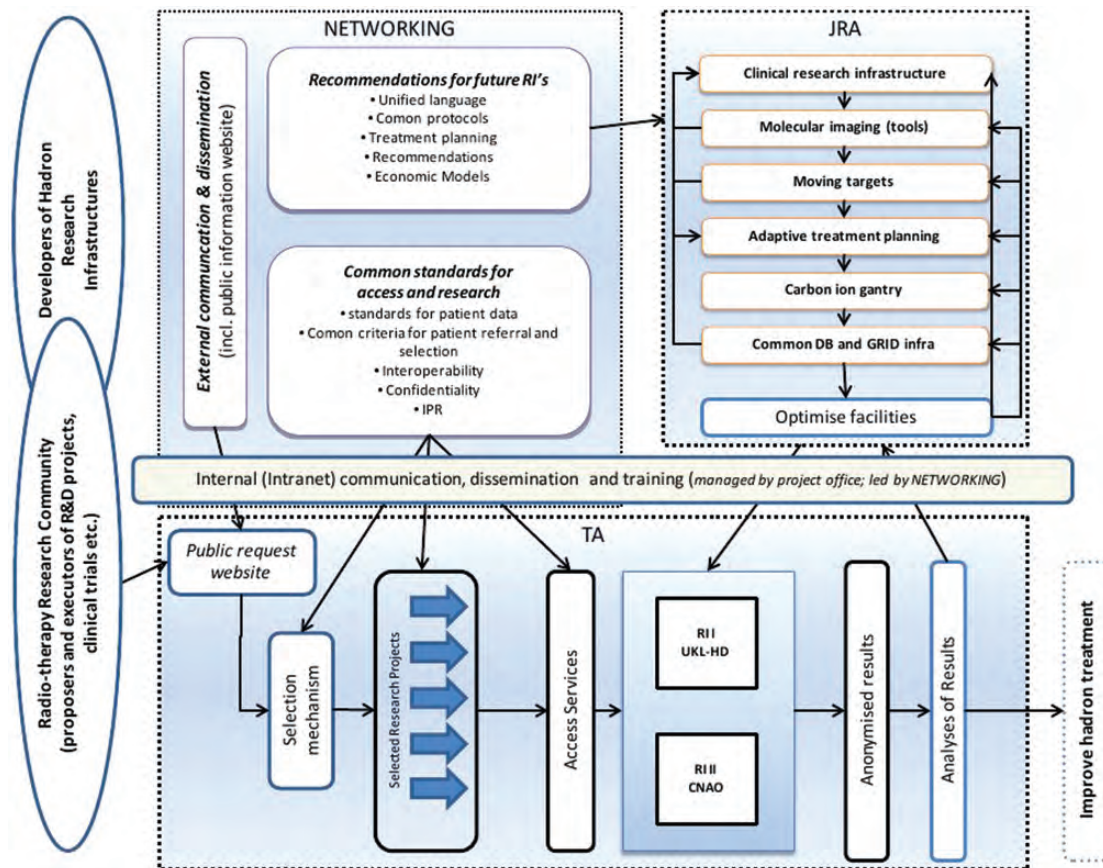 NETWORKING
JRA
Developers of Hadron
Research
Infrastructures
External communcation & dissemination
(incl. public information website)
Recommendations for future RI's
• Unified language
• Comon protocols
• Treatment planning
• Recommendations
• Economic Models
Common standards for
access and research
• standards for patient data
• Comon criteria for patient referral and
selection
• Interoperability
• Confidentiality
• IPR
Clinical research infrastructure
Molecular imaging (tools)
Moving targets
Adaptive treatment planning
Carbon ion gantry
Common DB and GRID infra
Optimise facilities
Internal (Intranet) communication, dissemination and training (managed by project office; led by NETWORKING)
Radio-therapy Research Community
(proposers and executors of R&D projects,
clinical trials etc.)
TA
Public request
website
Selection
mechanism
Selected Research Projects
Access Services
RI I
UKL-HD
RI II
CNAO
Anonymised results
Analyses of Results
Improve hadron treatment